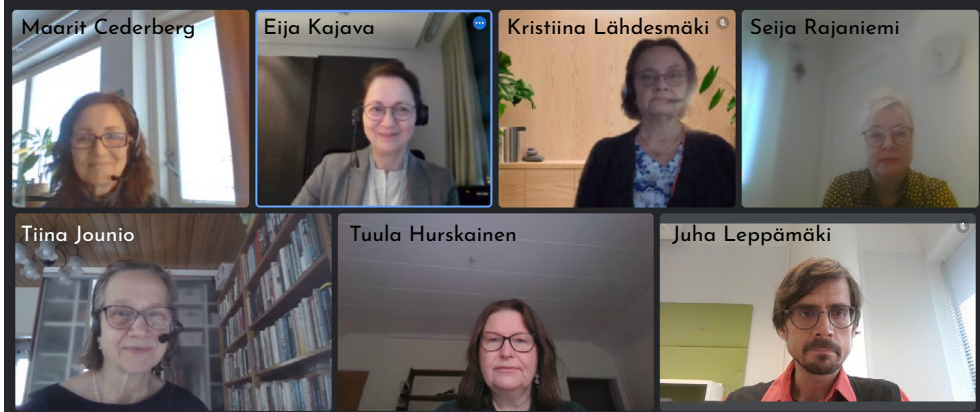 Maarit Cederberg
Eija Kajava
Kristiina Lähdesmäki
Seija Rajaniemi
Tiina Jounio
Tuula Hurskainen
Juha Leppämäki